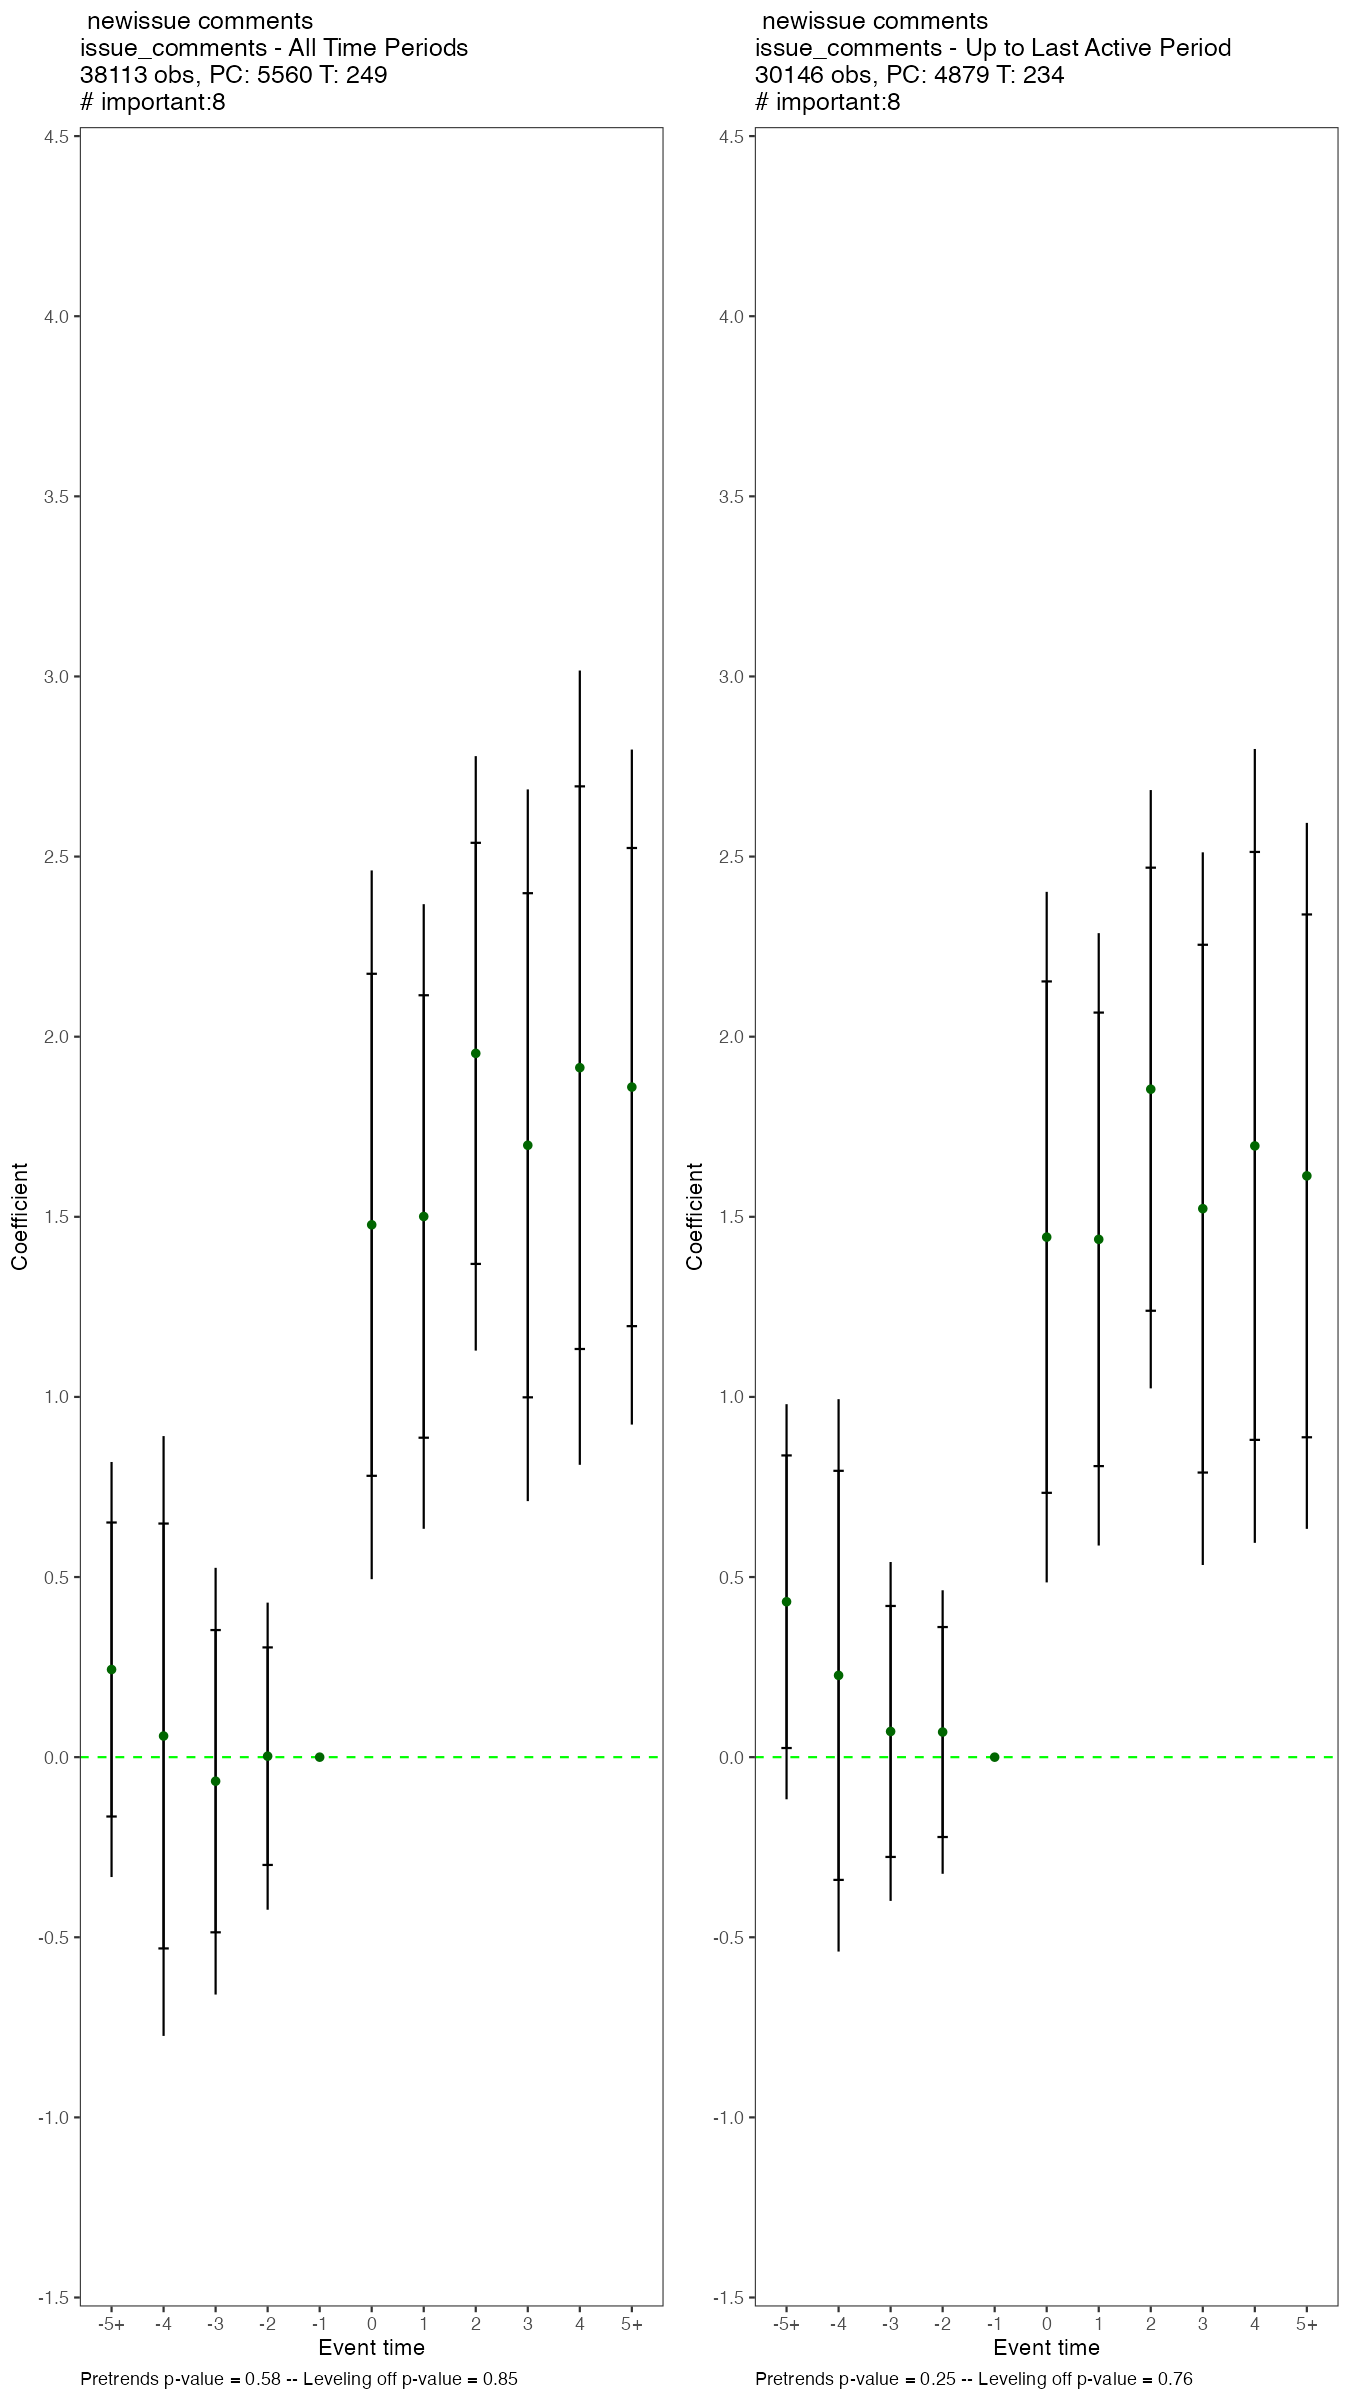 newissue comments
issue_comments - All Time Periods
38113 obs, PC: 5560 T: 249
# important:8
4.5
4.0
3.5
3.0
2.5
2.0
1.5
1.0
0.5
0.0
-0.5
-1.0
-1.5
Coefficient
-5+ -4 -3 -2 -1 0 1 2 3 4 5+
Event time
Pretrends p-value = 0.58 -- Leveling off p-value = 0.85
newissue comments
issue_comments - Up to Last Active Period
30146 obs, PC: 4879 T: 234
# important:8
4.5
4.0
3.5
3.0
2.5
2.0
1.5
1.0
0.5
0.0
-0.5
-1.0
-1.5
Coefficient
-5+ -4 -3 -2 -1 0 1 2 3 4 5+
Event time
Pretrends p-value = 0.25 -- Leveling off p-value = 0.76